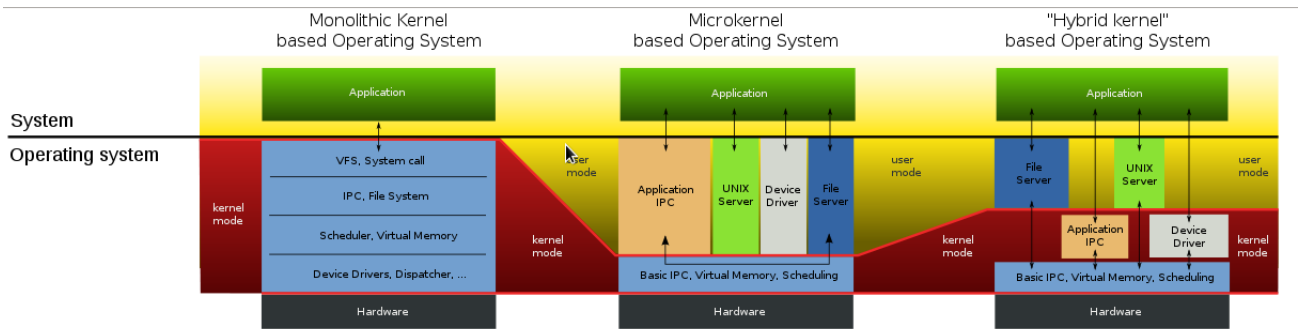 Monolithic Kernel
based Operating System
Microkernel
based Operating System
"Hybrid kernel"
based Operating System
Application
Application
Application
System
Operating system
VFS, System call
IPC, File System
Scheduler, Virtual Memory
Device Drivers, Dispatcher, ...
Hardware
kernel
mode
user
mode
kernel
mode
Application
IPC
UNIX
Server
Device
Driver
File
Server
Basic IPC, Virtual Memory, Scheduling
Hardware
user
mode
kernel
mode
File
Server
UNIX
Server
user
mode
Application
IPC
Device
Driver
kernel
mode
Basic IPC, Virtual Memory, Scheduling
Hardware